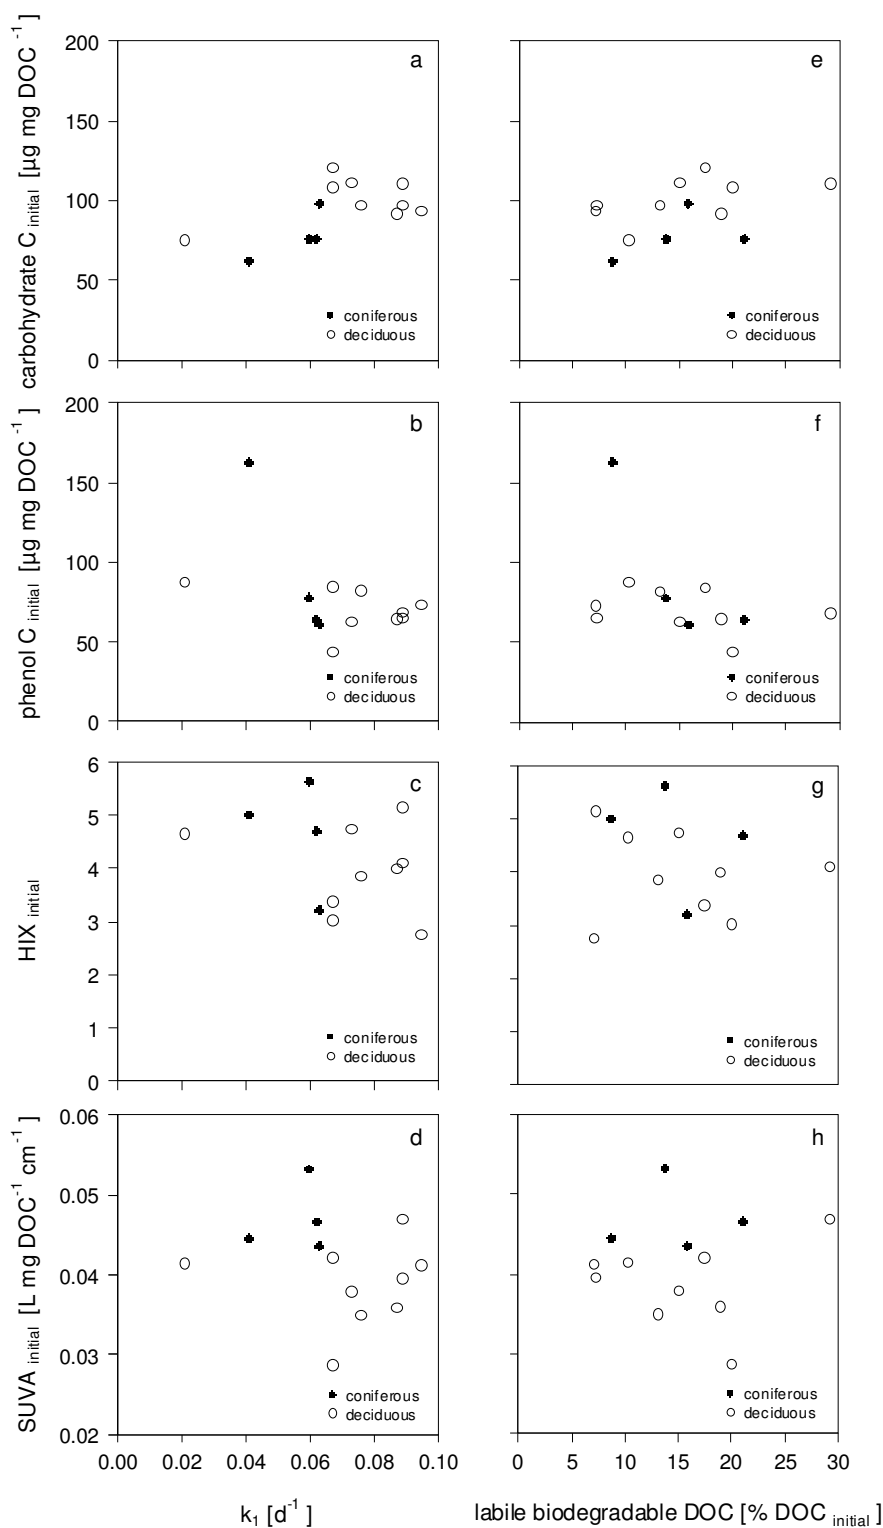 carbohydrate C initial [µg mg DOC -1 ]
200
150
100
50
0
a
coniferous
deciduous
e
coniferous
deciduous
phenol C initial [µg mg DOC -1 ]
200
150
100
50
0
b
coniferous
deciduous
f
coniferous
deciduous
HIX initial
6
5
4
3
2
1
0
c
coniferous
deciduous
g
coniferous
deciduous
SUVA initial [L mg DOC-1 cm-1 ]
0.06
0.05
0.04
0.03
0.02
d
coniferous
deciduous
h
coniferous
deciduous
0.00 0.02 0.04 0.06 0.08 0.10
0 5 10 15 20 25 30
k1 [d-1 ]
labile biodegradable DOC [% DOC initial ]